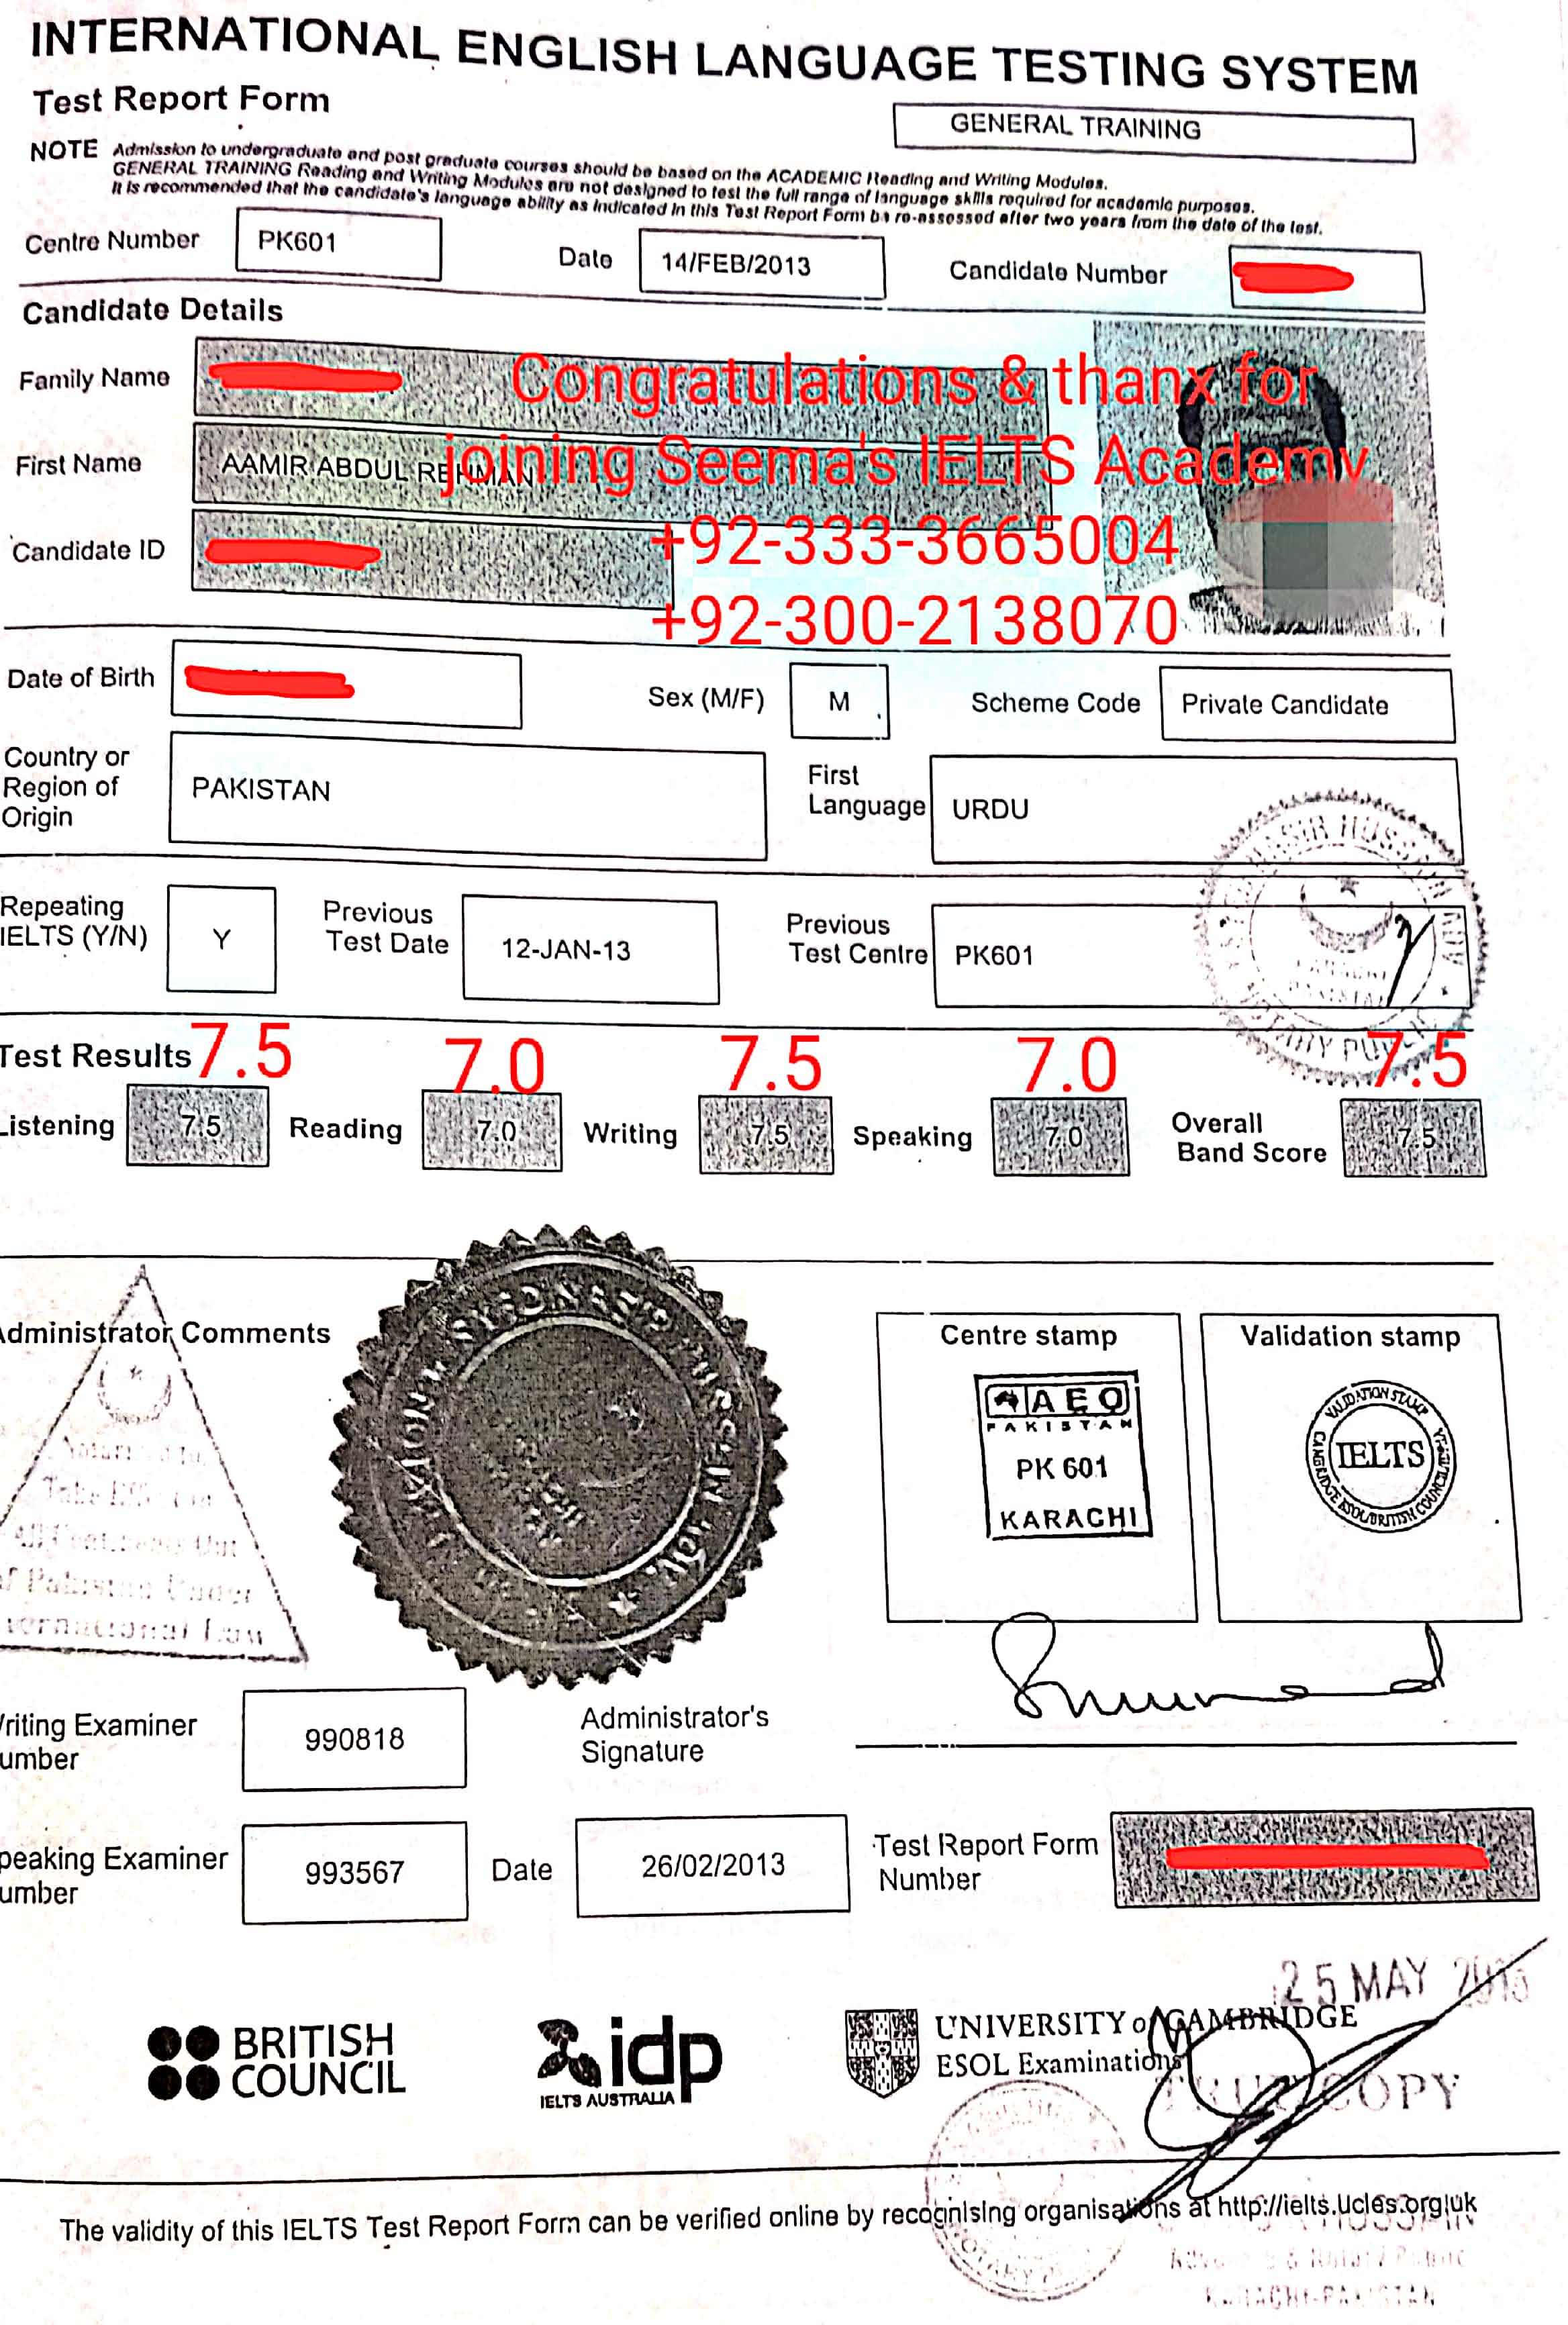 INTERNATIONAL ENGLISH LANGUAGE TESTING SYSTEM
Test Report Form
GENERAL TRAINING
NOTE Admission to undergraduate and post graduate courses should be based on the ACADEMIC Reading and Writing Modules.
GENERAL TRAINING Reading and Writing Modules are not designed to test the full range of language skills required for academic purposes.
It is recommended that the candidate's language ability as indicated in this Test Report Form be re-assessed after two years from the date of the test.
Centre Number PK601 Date 14/FEB/2013 Candidate Number
Candidate Details
Family Name
Congratulations & thanx for
First Name AAMIR ABDUL REHMAN
joining Seema's IELTS Academy
Candidate ID
+92-333-3665004
+92-300-2138070
Date of Birth Sex (M/F) M Scheme Code Private Candidate
Country or
Region of
Origin
PAKISTAN
First
Language
URDU
Repeating
IELTS (Y/N)
Y
Previous
Test Date
12-JAN-13
Previous
Test Centre
PK601
NOTARY PUBLIC
Test Results 7.5 7.0 7.5 7.0 7.5
Listening 7.5 Reading 7.0 Writing 7.5 Speaking 7.0 Overall
Band Score 7.5
Administrator Comments
Centre stamp
AEO
PAKISTAN
PK 601
KARACHI
Validation stamp
VALIDATION STAMP
IELTS
Writing Examiner
Number
990818
Administrator's
Signature
Speaking Examiner
Number
993567
Date
26/02/2013
Test Report Form
Number
25 MAY
BRITISH
COUNCIL
idp
IELTS AUSTRALIA
UNIVERSITY of CAMBRIDGE
ESOL Examinations
TRUE COPY
The validity of this IELTS Test Report Form can be verified online by recognising organisations at http://ielts.ucles.org.uk
KARACHI-PAKISTAN